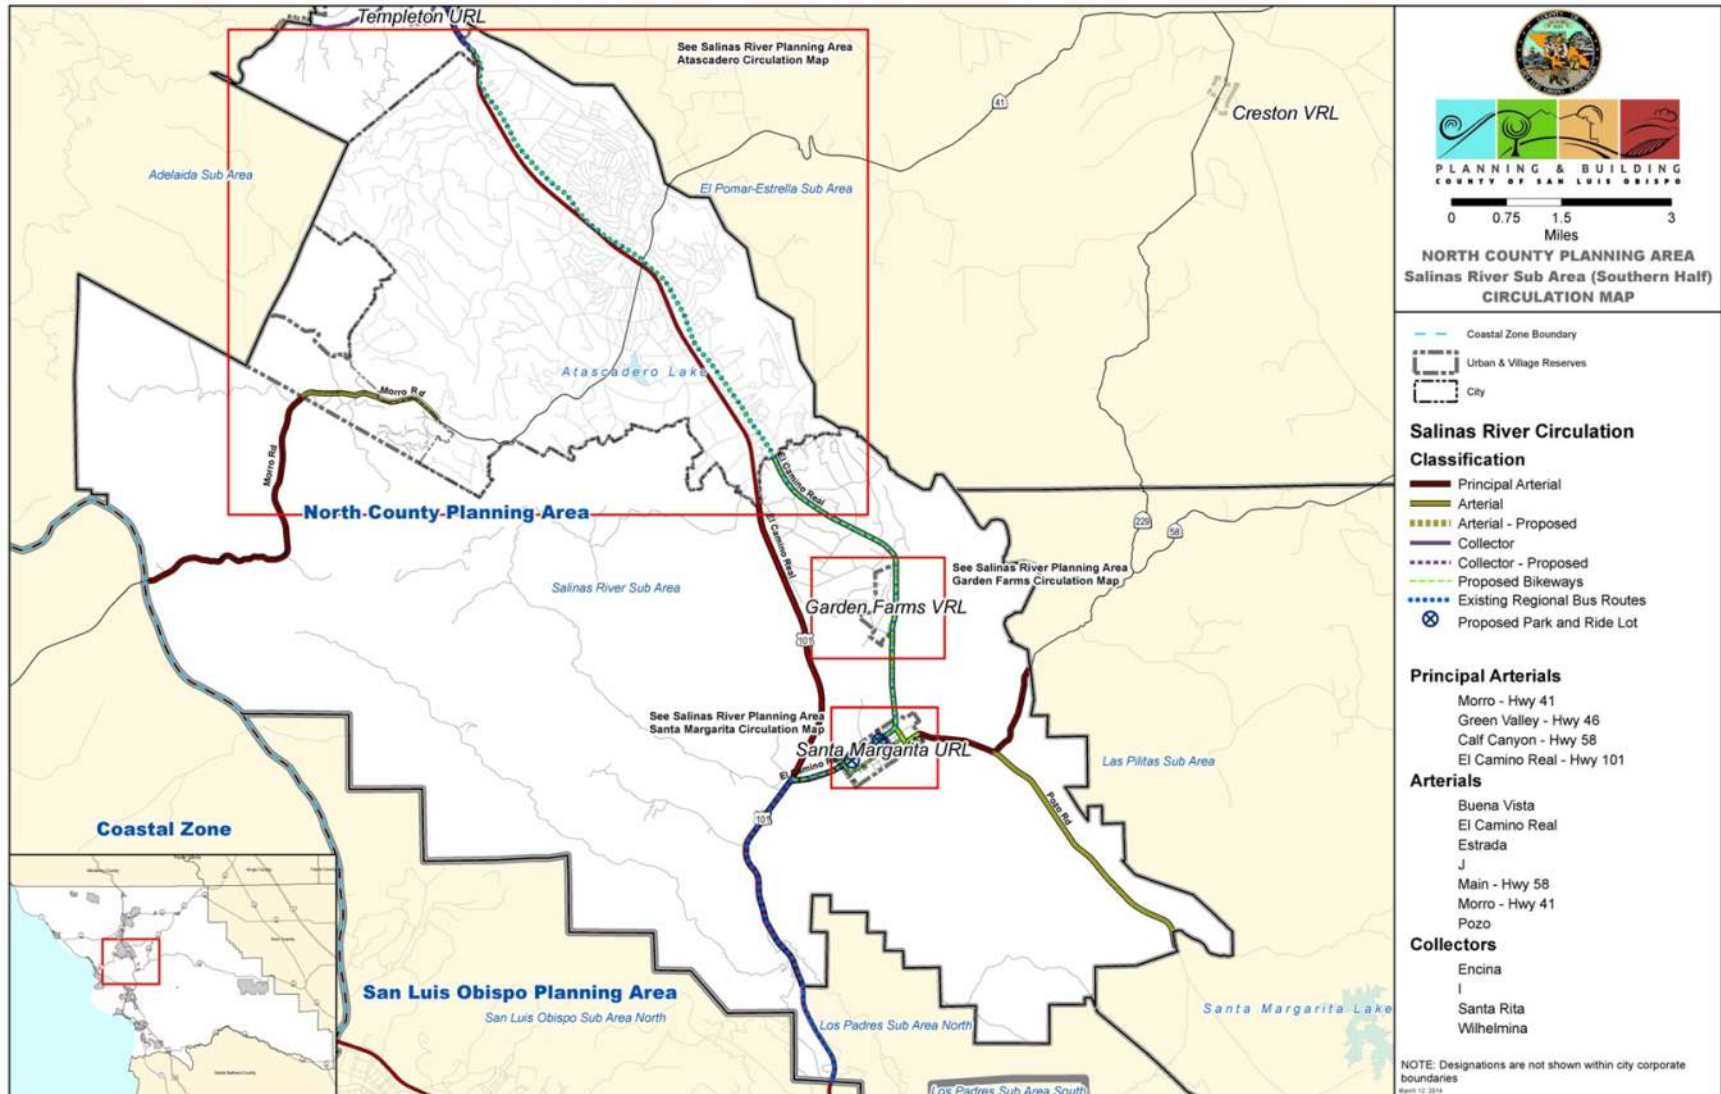 Templeton URL
See Salinas River Planning Area
Atascadero Circulation Map
41
Creston VRL
Adelaida Sub Area
El Pomar-Estrella Sub Area
Atascadero Lake
Morro Rd
Morro Rd
El Camino Real
North County Planning Area
El Camino Real
229
58
See Salinas River Planning Area
Garden Farms Circulation Map
Salinas River Sub Area
Garden Farms VRL
101
See Salinas River Planning Area
Santa Margarita Circulation Map
Santa Margarita URL
El Camino Real
Las Pilitas Sub Area
101
Pozo Rd
Coastal Zone
San Luis Obispo Planning Area
San Luis Obispo Sub Area North
Los Padres Sub Area North
Santa Margarita Lake
Los Padres Sub Area South
PLANNING & BUILDING
COUNTY OF SAN LUIS OBISPO
0 0.75 1.5 3
Miles
NORTH COUNTY PLANNING AREA
Salinas River Sub Area (Southern Half)
CIRCULATION MAP
Coastal Zone Boundary
Urban & Village Reserves
City
Salinas River Circulation
Classification
Principal Arterial
Arterial
Arterial - Proposed
Collector
Collector - Proposed
Proposed Bikeways
Existing Regional Bus Routes
Proposed Park and Ride Lot
Principal Arterials
Morro - Hwy 41
Green Valley - Hwy 46
Calf Canyon - Hwy 58
El Camino Real - Hwy 101
Arterials
Buena Vista
El Camino Real
Estrada
J
Main - Hwy 58
Morro - Hwy 41
Pozo
Collectors
Encina
I
Santa Rita
Wilhelmina
NOTE: Designations are not shown within city corporate
boundaries
March 12, 2014